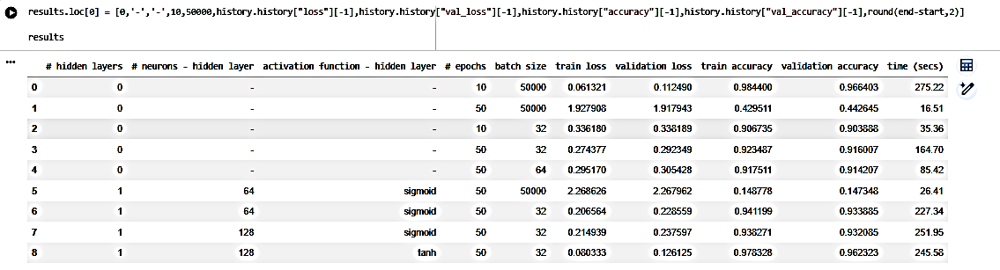 results.loc[0] = [0,'-','-',10,50000,history.history["loss"][-1],history.history["val_loss"][-1],history.history["accuracy"][-1],history.history["val_accuracy"][-1],round(end-start,2)]
results
# hidden layers # neurons - hidden layer activation function - hidden layer # epochs batch size train loss validation loss train accuracy validation accuracy time (secs)
0 0 - - 10 50000 0.061321 0.112490 0.984400 0.966403 275.22
1 0 - - 50 50000 1.927908 1.917943 0.429511 0.442645 16.51
2 0 - - 10 32 0.336180 0.338189 0.906735 0.903888 35.36
3 0 - - 50 32 0.274377 0.292349 0.923487 0.916007 164.70
4 0 - - 50 64 0.295170 0.305428 0.917511 0.914207 85.42
5 1 64 sigmoid 50 50000 2.268626 2.267962 0.148778 0.147348 26.41
6 1 64 sigmoid 50 32 0.206564 0.228559 0.941199 0.933885 227.34
7 1 128 sigmoid 50 32 0.214939 0.237597 0.938271 0.932085 251.95
8 1 128 tanh 50 32 0.080333 0.126125 0.978328 0.962323 245.58